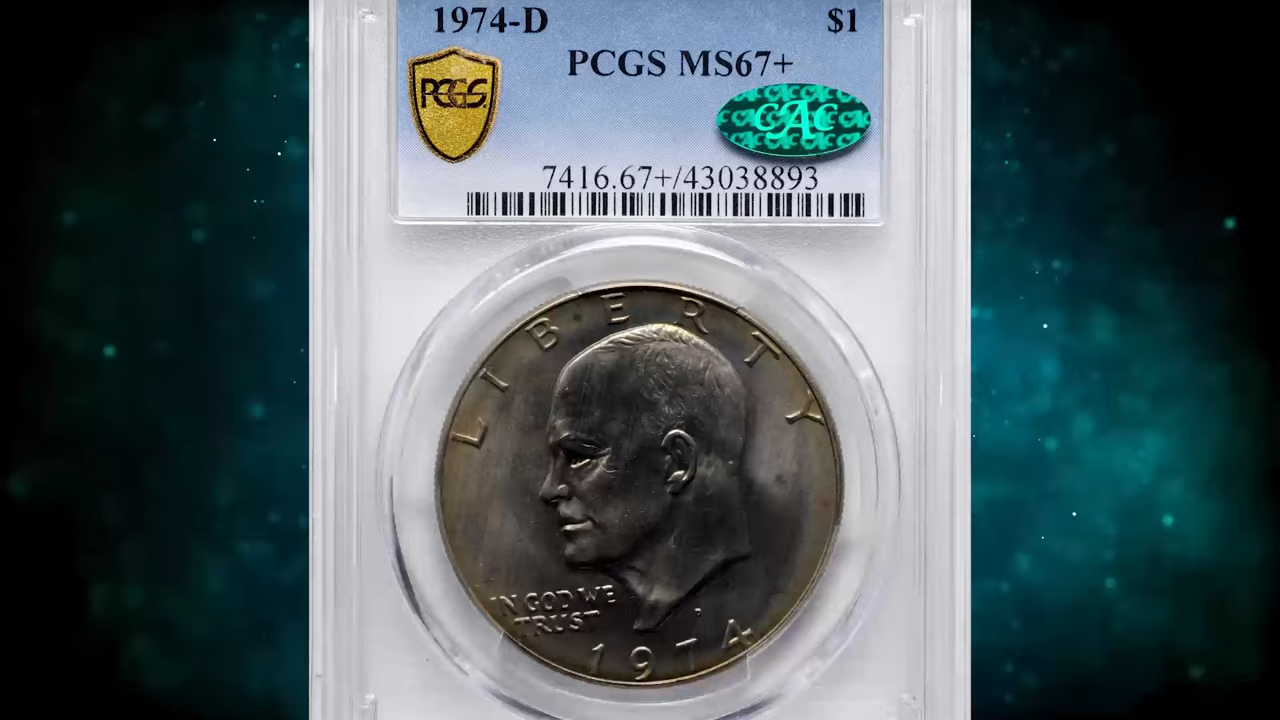 1974-D $1
PCGS MS67+
PCGS
CAC
7416.67+/43038893
LIBERTY
IN GOD WE
TRUST
D
1974